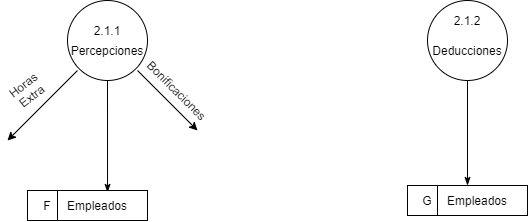 2.1.1
Percepciones
Horas
Extra
Bonificaciones
F Empleados
2.1.2
Deducciones
G Empleados